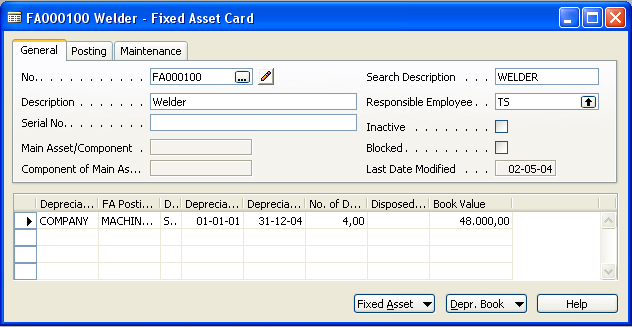 FA000100 Welder - Fixed Asset Card
General Posting Maintenance
No. . . . . . . . . . . . . FA000100 ... Search Description . . . WELDER
Description . . . . . . . . Welder Responsible Employee . . TS
Serial No. . . . . . . . . . Inactive . . . . . . . .
Main Asset/Component . Blocked . . . . . . . . .
Component of Main As... Last Date Modified . . . 02-05-04
Deprecia... FA Posti... D.. Deprecia... Deprecia... No. of D... Disposed... Book Value
COMPANY MACHIN... S.. 01-01-01 31-12-04 4,00 48.000,00
Fixed Asset Depr. Book Help